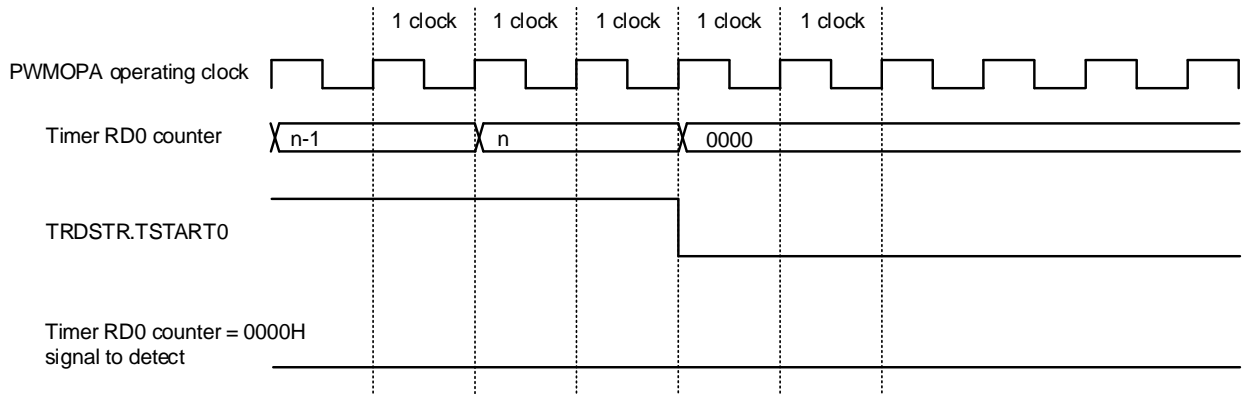 1 clock 1 clock 1 clock 1 clock 1 clock
PWMOPA operating clock
Timer RD0 counter n-1 n 0000
TRDSTR.TSTART0
Timer RD0 counter = 0000H
signal to detect